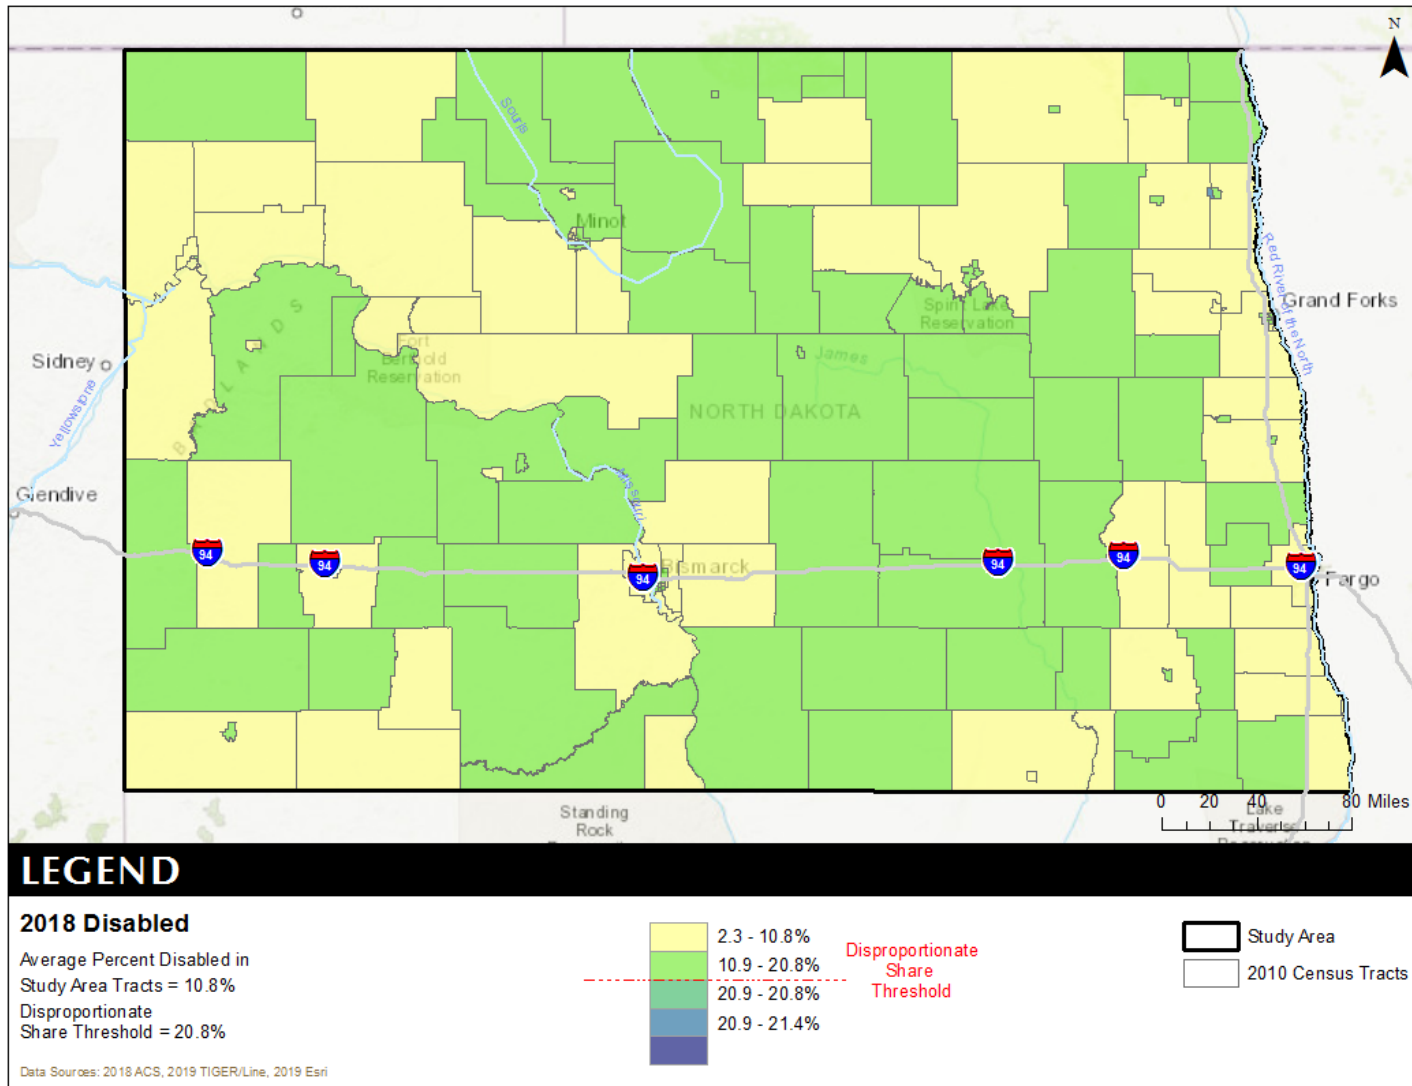 N
Souris
Minot
Red River of the North
Grand Forks
Spirit Lake
Reservation
BADLANDS
Fort
Berthold
Reservation
Sidney
Yellowstone
James
NORTH DAKOTA
Glendive
Missouri
94
94
94
94
94
94
Bismarck
Fargo
Standing
Rock
0 20 40 80 Miles
Lake
Traverse
LEGEND
2018 Disabled
Average Percent Disabled in
Study Area Tracts = 10.8%
Disproportionate
Share Threshold = 20.8%
Data Sources: 2018 ACS, 2019 TIGER/Line, 2019 Esri
2.3 - 10.8%
10.9 - 20.8%
20.9 - 20.8%
20.9 - 21.4%
Disproportionate
Share
Threshold
Study Area
2010 Census Tracts